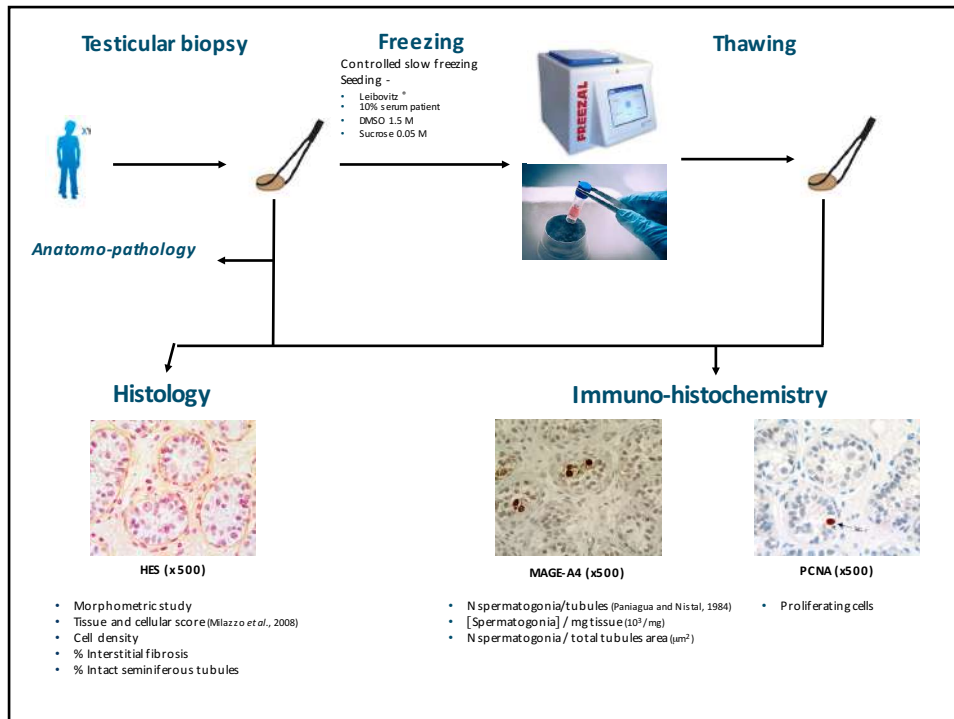 Testicular biopsy
Freezing
Thawing
Controlled slow freezing
Seeding -
• Leibovitz ®
• 10% serum patient
• DMSO 1.5 M
• Sucrose 0.05 M
FREEZAL
Anatomo-pathology
Histology
Immuno-histochemistry
HES (x500)
MAGE-A4 (x500)
PCNA (x500)
• Morphometric study
• Tissue and cellular score (Milazzo et al., 2008)
• Cell density
• % Interstitial fibrosis
• % Intact seminiferous tubules
• N spermatogonia/tubules (Paniagua and Nistal, 1984)
• [Spermatogonia] / mg tissue (10³/mg)
• N spermatogonia / total tubules area (µm²)
• Proliferating cells